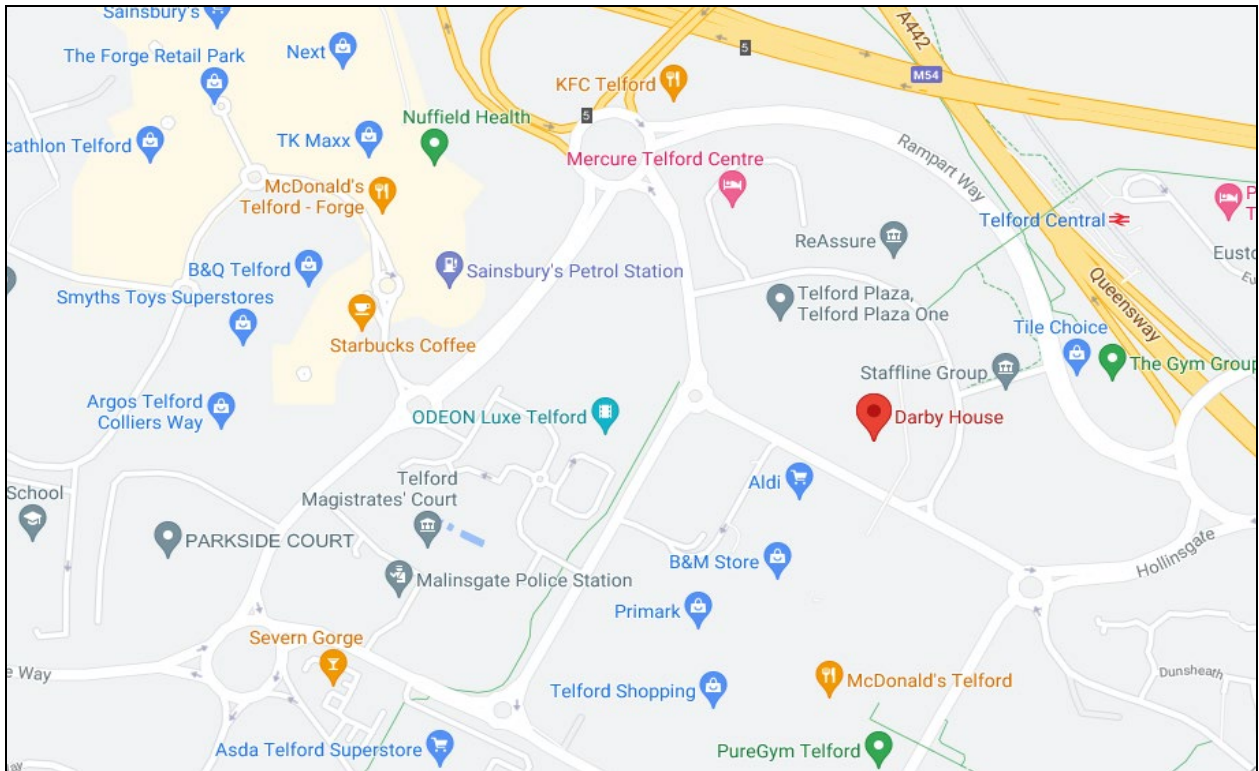 Sainsbury's
The Forge Retail Park
Next
A442
5
M54
KFC Telford
Nuffield Health
5
cathlon Telford
TK Maxx
Mercure Telford Centre
Rampart Way
McDonald's
Telford - Forge
Telford Central
P
T
ReAssure
B&Q Telford
Sainsbury's Petrol Station
Eusto
Smyths Toys Superstores
Telford Plaza,
Telford Plaza One
Queensway
Tile Choice
Starbucks Coffee
The Gym Group
Staffline Group
Argos Telford
Colliers Way
ODEON Luxe Telford
Darby House
Telford
Magistrates' Court
Aldi
School
PARKSIDE COURT
Hollinsgate
B&M Store
Malinsgate Police Station
Primark
Severn Gorge
e Way
Dunsheath
McDonald's Telford
Telford Shopping
Asda Telford Superstore
PureGym Telford